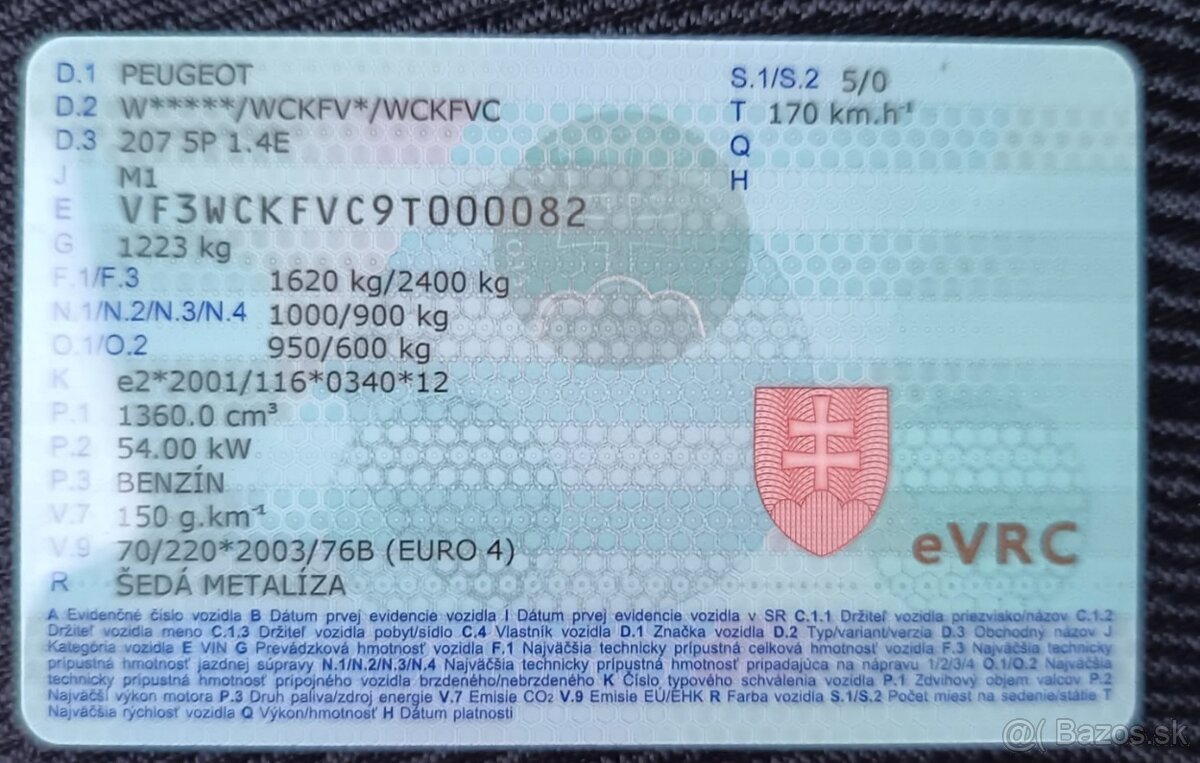 D.1 PEUGEOT
D.2 W*****/WCKFV*/WCKFVC
D.3 207 5P 1.4E
J M1
E VF3WCKFVC9T000082
G 1223 kg
F.1/F.3 1620 kg/2400 kg
N.1/N.2/N.3/N.4 1000/900 kg
O.1/O.2 950/600 kg
K e2*2001/116*0340*12
P.1 1360.0 cm³
P.2 54.00 kW
P.3 BENZÍN
V.7 150 g.km⁻¹
V.9 70/220*2003/76B (EURO 4)
R ŠEDÁ METALÍZA
S.1/S.2 5/0
T 170 km.h⁻¹
Q
H
eVRC
A Evidenčné číslo vozidla B Dátum prvej evidencie vozidla I Dátum prvej evidencie vozidla v SR C.1.1 Držiteľ vozidla priezvisko/názov C.1.2
Držiteľ vozidla meno C.1.3 Držiteľ vozidla pobyt/sídlo C.4 Vlastník vozidla D.1 Značka vozidla D.2 Typ/variant/verzia D.3 Obchodný názov J
Kategória vozidla E VIN G Prevádzková hmotnosť vozidla F.1 Najväčšia technicky prípustná celková hmotnosť vozidla F.3 Najväčšia technicky
prípustná hmotnosť jazdnej súpravy N.1/N.2/N.3/N.4 Najväčšia technicky prípustná hmotnosť pripadajúca na nápravu 1/2/3/4 O.1/O.2 Najväčšia
technicky prípustná hmotnosť prípojného vozidla brzdeného/nebrzdeného K Číslo typového schválenia vozidla P.1 Zdvihový objem valcov P.2
Najväčší výkon motora P.3 Druh paliva/zdroj energie V.7 Emisie CO₂ V.9 Emisie EÚ/EHK R Farba vozidla S.1/S.2 Počet miest na sedenie/státie T
Najväčšia rýchlosť vozidla Q Výkon/hmotnosť H Dátum platnosti
@( Bazos.sk